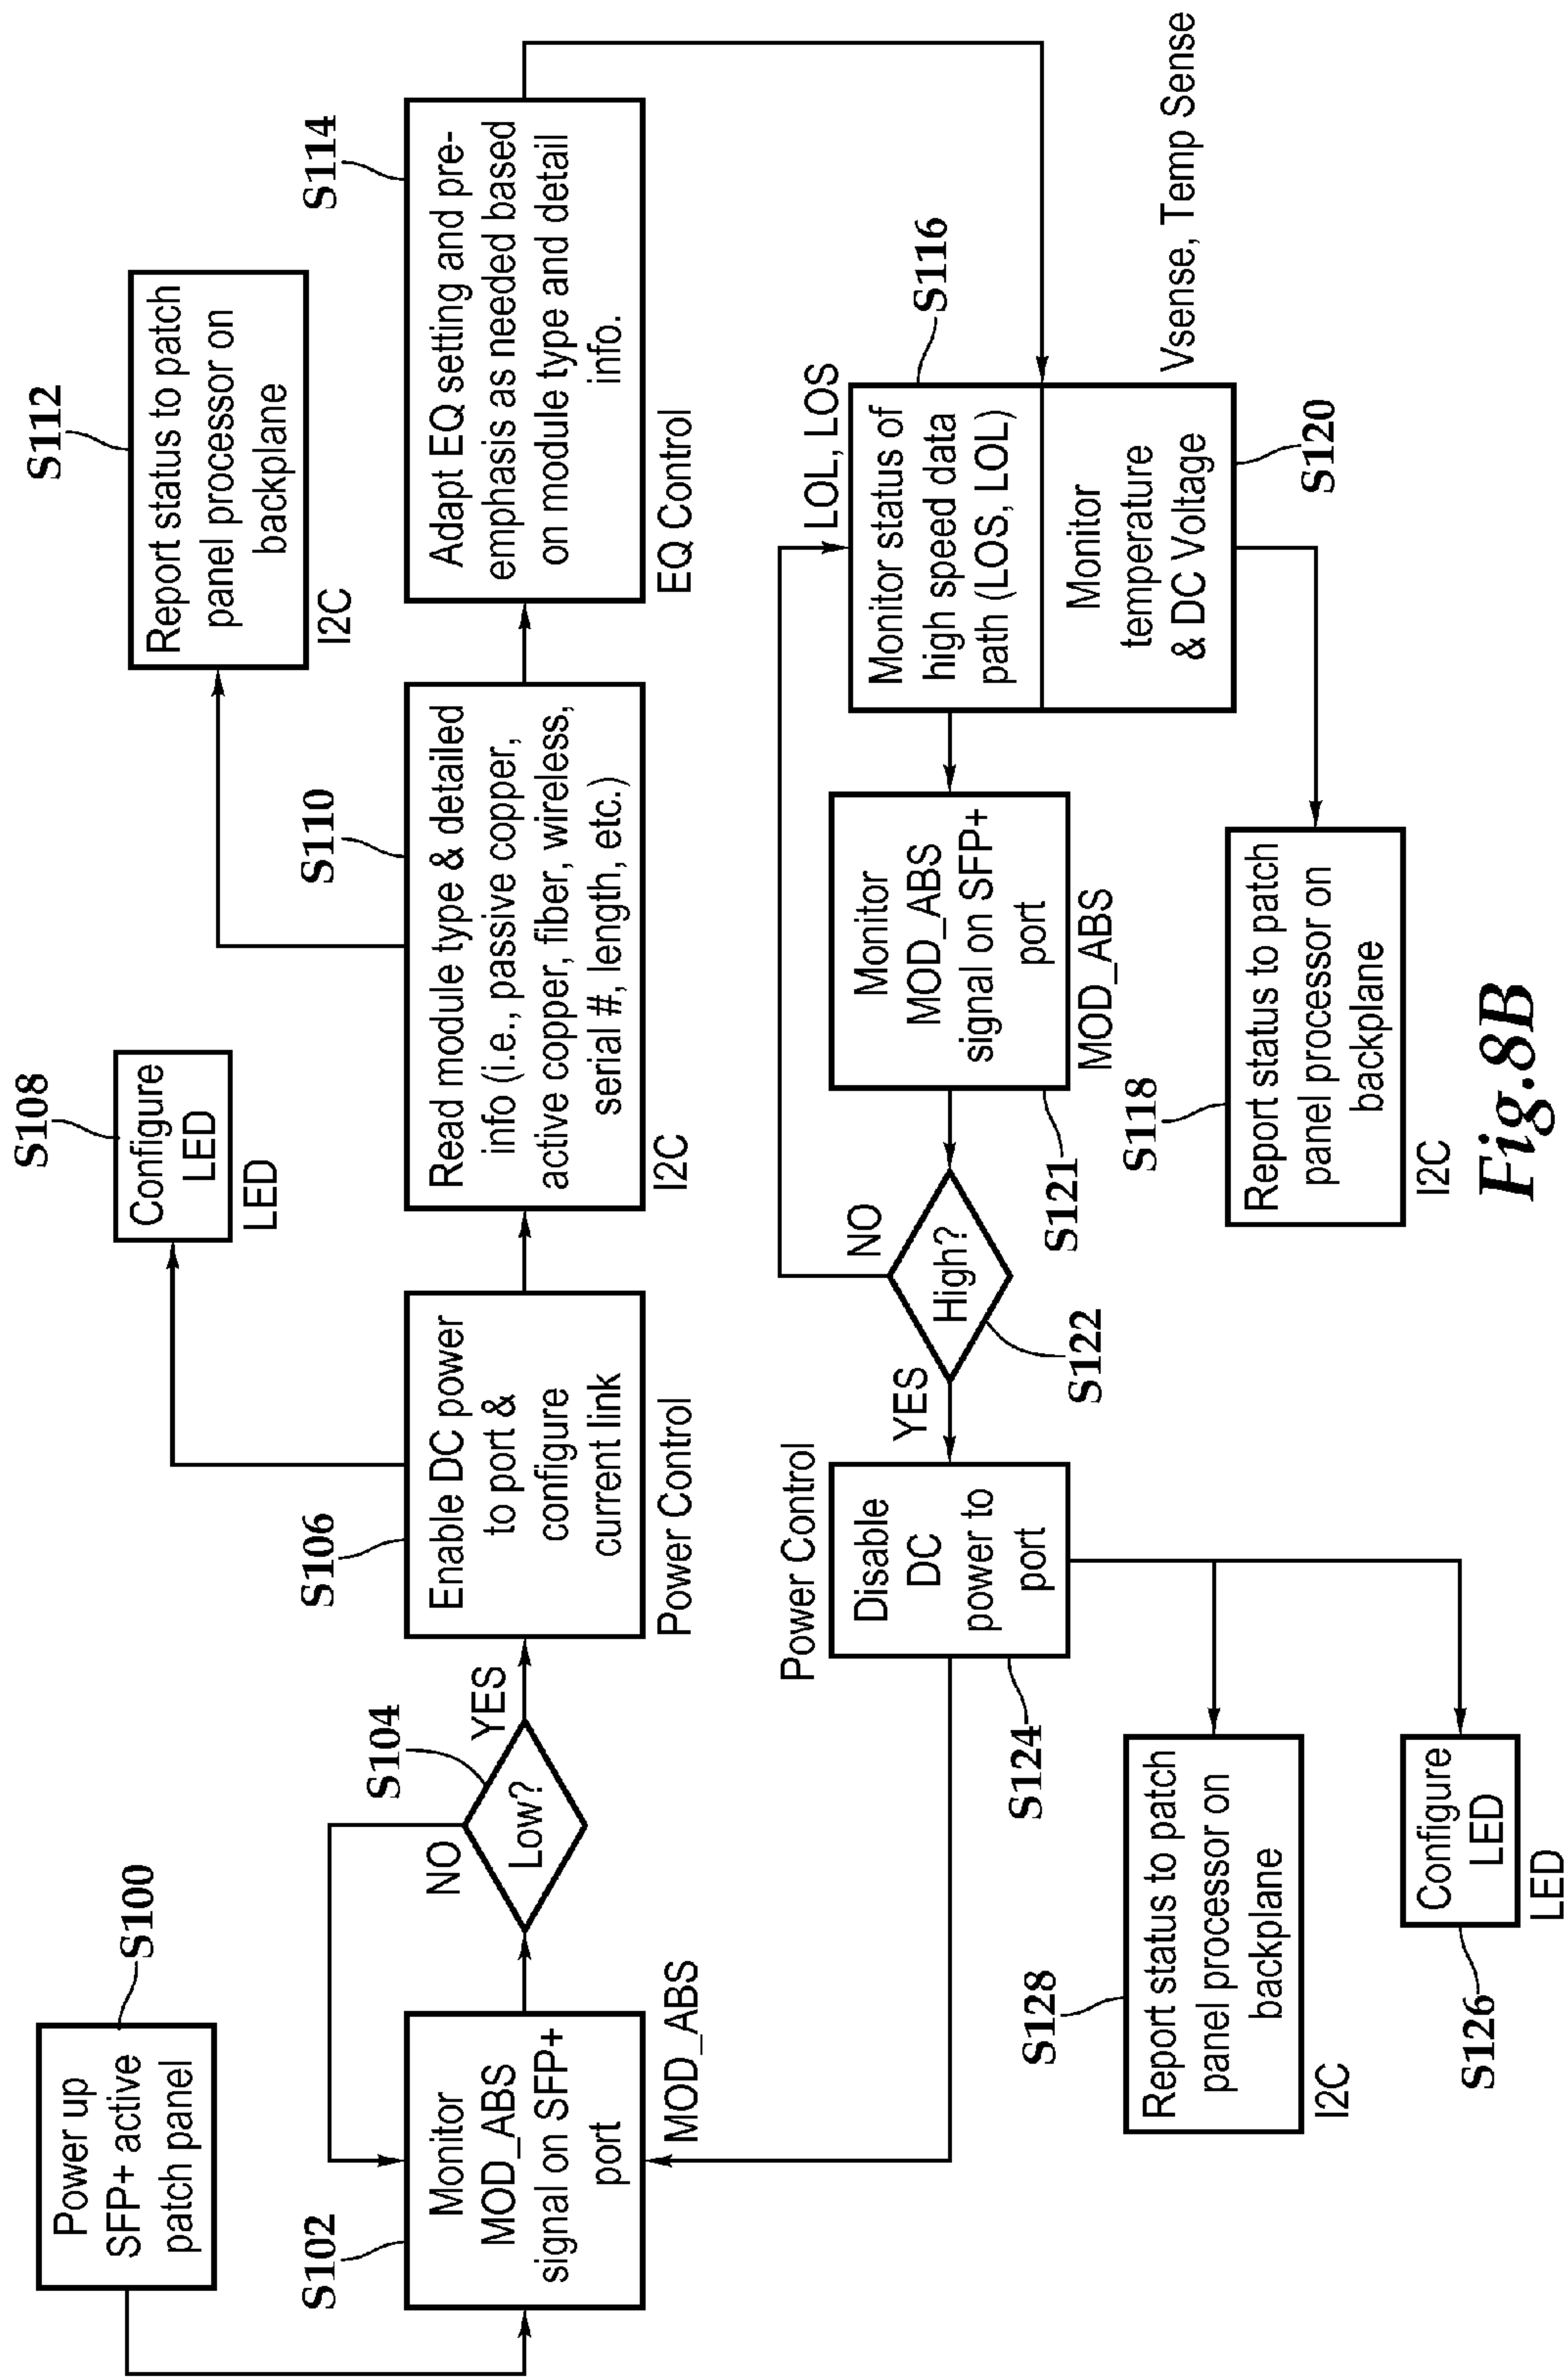 S100
Power up
SFP+ active
patch panel
S102
Monitor
MOD_ABS
signal on SFP+
port
MOD_ABS
S104
Low?
NO
YES
S106
Enable DC power
to port &
configure
current link
Power Control
S108
Configure
LED
LED
S110
Read module type & detailed
info (i.e., passive copper,
active copper, fiber, wireless,
serial #, length, etc.)
I2C
S112
Report status to patch
panel processor on
backplane
I2C
S114
Adapt EQ setting and pre-
emphasis as needed based
on module type and detail
info.
EQ Control
LOL, LOS
S116
Monitor status of
high speed data
path (LOS, LOL)
Monitor
temperature
& DC Voltage
Vsense, Temp Sense
S120
S118
Report status to patch
panel processor on
backplane
I2C
Monitor
MOD_ABS
signal on SFP+
port
MOD_ABS
S121
High?
NO
YES
S122
Power Control
Disable
DC
power to
port
S124
S128
Report status to patch
panel processor on
backplane
I2C
Configure
LED
LED
S126
Fig.8B